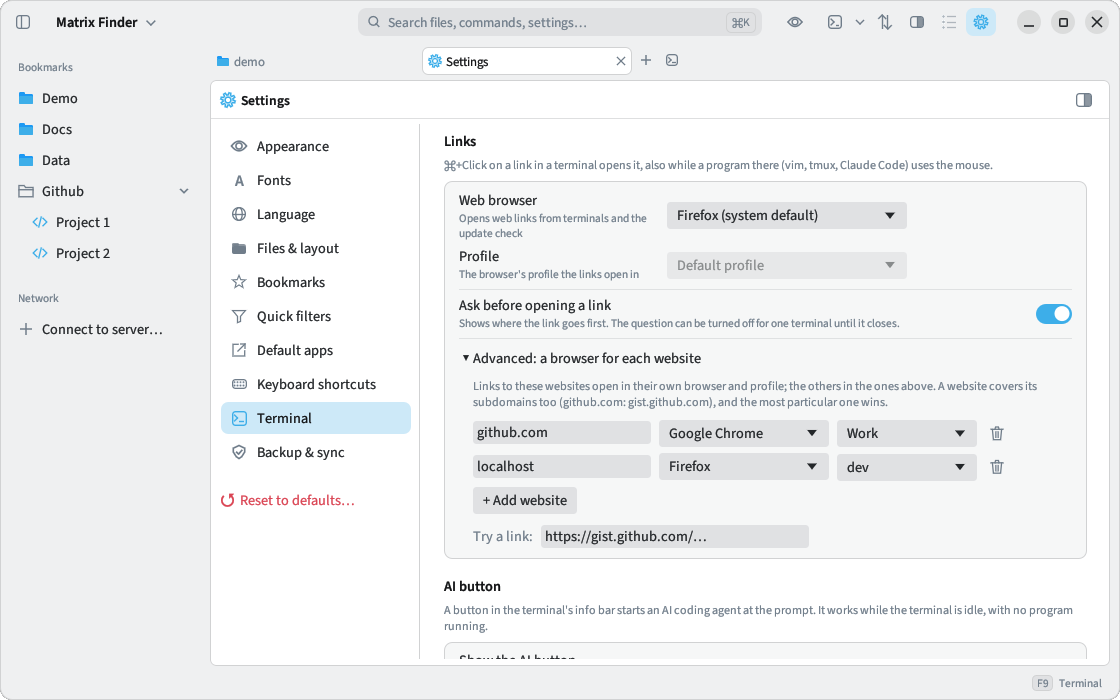 Matrix Finder
Search files, commands, settings…
⌘K
Bookmarks
Demo
Docs
Data
Github
Project 1
Project 2
Network
Connect to server…
demo
Settings
Settings
Appearance
Fonts
Language
Files & layout
Bookmarks
Quick filters
Default apps
Keyboard shortcuts
Terminal
Backup & sync
Reset to defaults…
Links
⌘+Click on a link in a terminal opens it, also while a program there (vim, tmux, Claude Code) uses the mouse.
Web browser
Opens web links from terminals and the
update check
Firefox (system default)
Profile
The browser's profile the links open in
Default profile
Ask before opening a link
Shows where the link goes first. The question can be turned off for one terminal until it closes.
Advanced: a browser for each website
Links to these websites open in their own browser and profile; the others in the ones above. A website covers its
subdomains too (github.com: gist.github.com), and the most particular one wins.
github.com
Google Chrome
Work
localhost
Firefox
dev
+ Add website
Try a link:
https://gist.github.com/…
AI button
A button in the terminal's info bar starts an AI coding agent at the prompt. It works while the terminal is idle, with no program
running.
Show the AI button
F9 Terminal